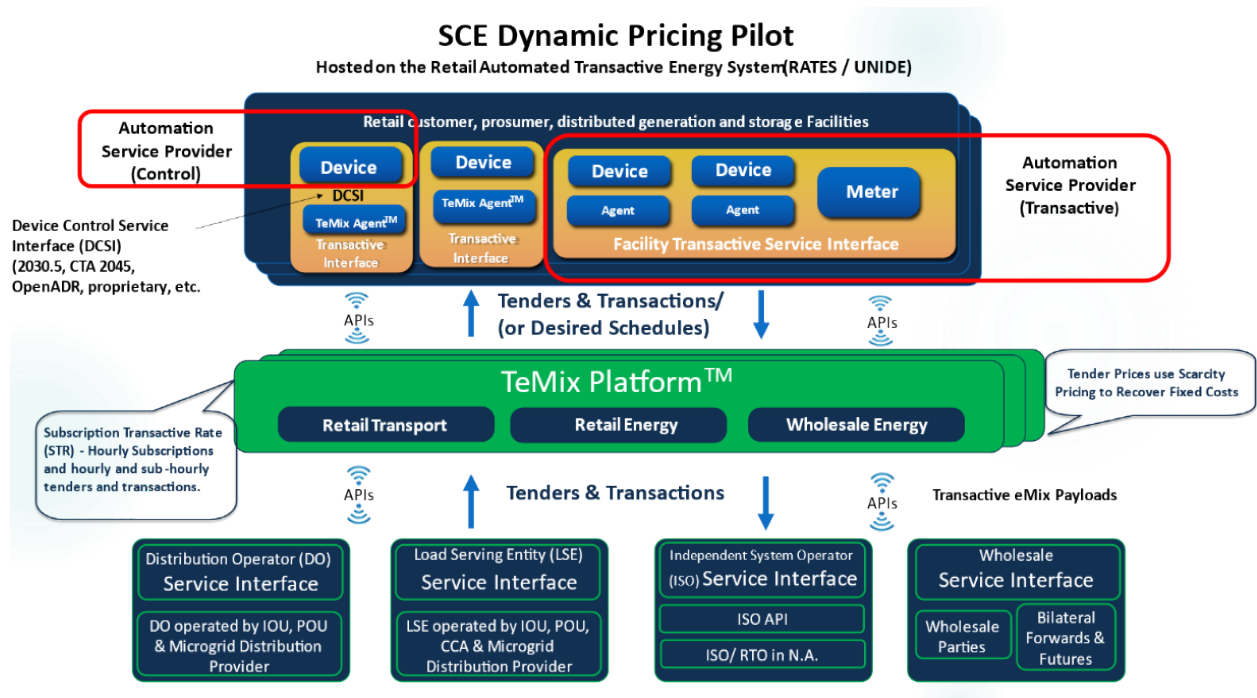 SCE Dynamic Pricing Pilot
Hosted on the Retail Automated Transactive Energy System(RATES / UNIDE)
Retail customer, prosumer, distributed generation and storage Facilities
Automation
Service Provider
(Control)
Device
DCSI
TeMix Agent™
Transactive
Interface
Device
TeMix Agent™
Transactive
Interface
Device
Agent
Device
Agent
Meter
Facility Transactive Service Interface
Automation
Service Provider
(Transactive)
Device Control Service
Interface (DCSI)
(2030.5, CTA 2045,
OpenADR, proprietary, etc.
APIs
Tenders & Transactions/
(or Desired Schedules)
APIs
TeMix Platform™
Retail Transport
Retail Energy
Wholesale Energy
Tender Prices use Scarcity
Pricing to Recover Fixed Costs
Subscription Transactive Rate
(STR) - Hourly Subscriptions
and hourly and sub-hourly
tenders and transactions.
APIs
Tenders & Transactions
APIs
Transactive eMix Payloads
Distribution Operator (DO)
Service Interface
DO operated by IOU, POU
& Microgrid Distribution
Provider
Load Serving Entity (LSE)
Service Interface
LSE operated by IOU, POU,
CCA & Microgrid
Distribution Provider
Independent System Operator
(ISO) Service Interface
ISO API
ISO/ RTO in N.A.
Wholesale
Service Interface
Wholesale
Parties
Bilateral
Forwards &
Futures